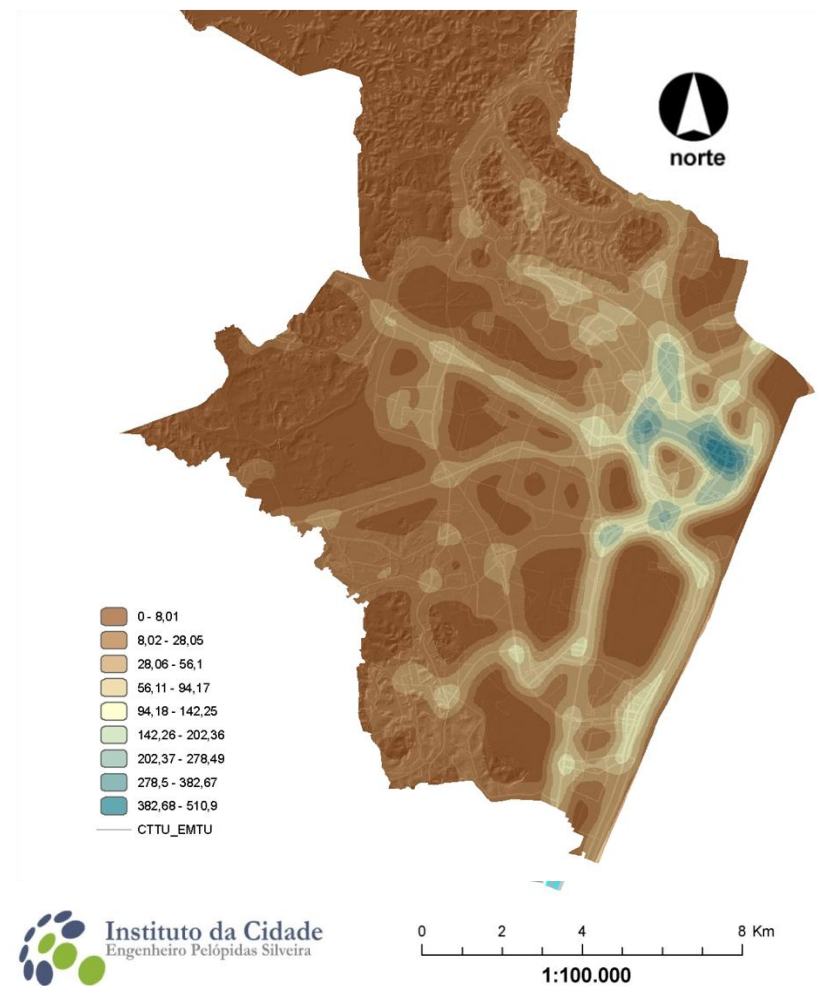 norte
0 - 8,01
8,02 - 28,05
28,06 - 56,1
56,11 - 94,17
94,18 - 142,25
142,26 - 202,36
202,37 - 278,49
278,5 - 382,67
382,68 - 510,9
CTTU_EMTU
Instituto da Cidade
Engenheiro Pelópidas Silveira
0 2 4 8 Km
1:100.000